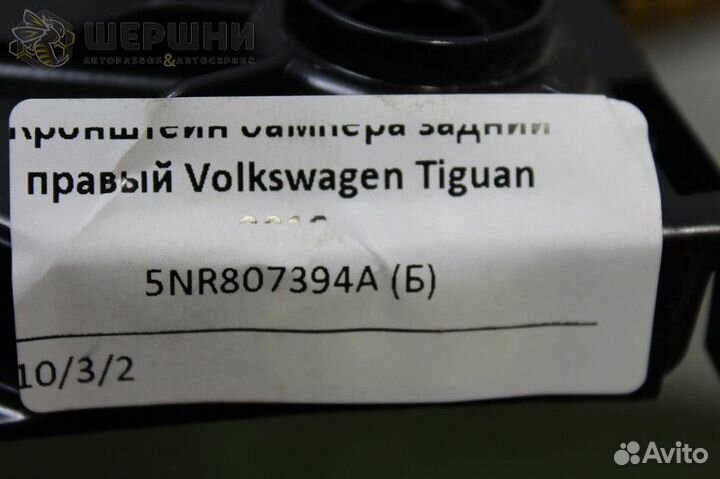 ШЕРШНИ
АВТОРАЗБОР&АВТОСЕРВИС
Кронштейн бампера задний
правый Volkswagen Tiguan
5NR807394A (Б)
10/3/2
Avito